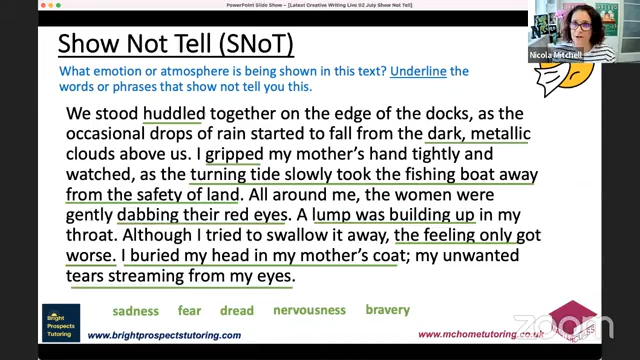 PowerPoint Slide Show - [Latest Creative Writing Live 02 July Show Not Tell]
Show Not Tell (SNoT)
Nicola Mitchell
What emotion or atmosphere is being shown in this text? Underline the
words or phrases that show not tell you this.
We stood huddled together on the edge of the docks, as the
occasional drops of rain started to fall from the dark, metallic
clouds above us. I gripped my mother's hand tightly and
watched, as the turning tide slowly took the fishing boat away
from the safety of land. All around me, the women were
gently dabbing their red eyes. A lump was building up in my
throat. Although I tried to swallow it away, the feeling only got
worse. I buried my head in my mother's coat; my unwanted
tears streaming from my eyes.
sadness fear dread nervousness bravery
Bright
Prospects
Tutoring
www.brightprospectstutoring.com
www.mchometutoring.co.uk
zoom